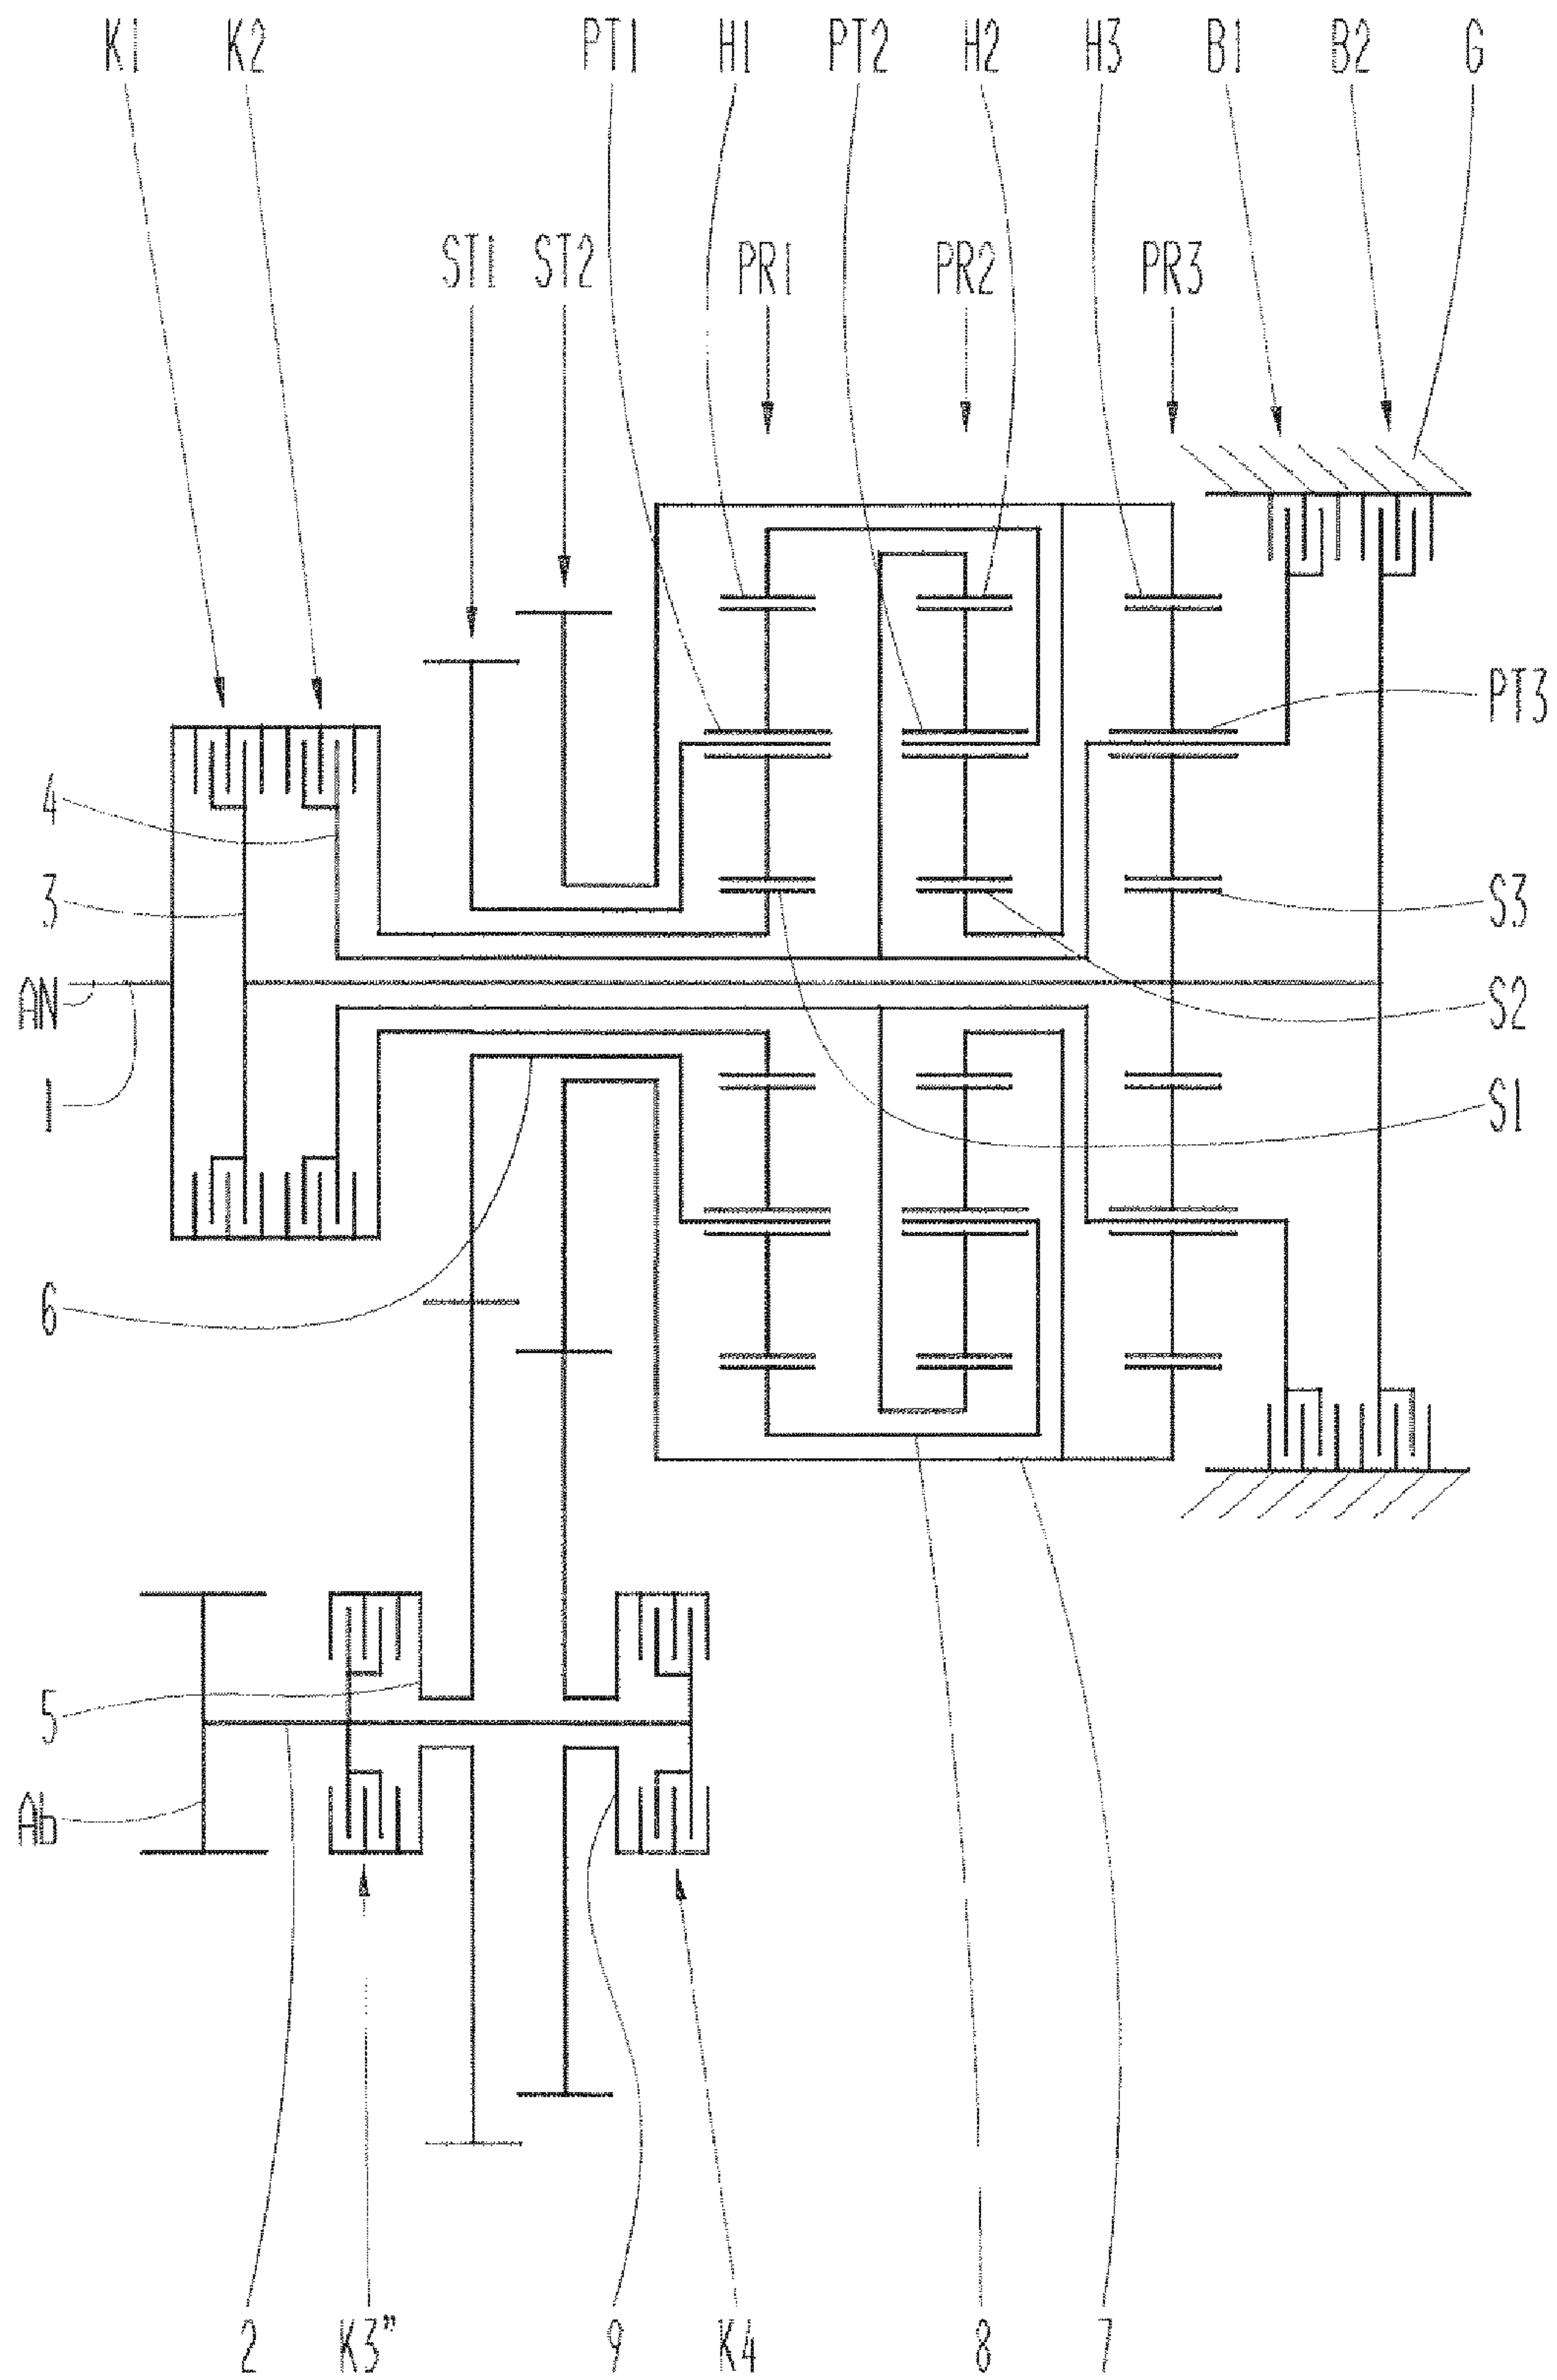 K1 K2 PT1 H1 PT2 H2 H3 B1 B2 G
ST1 ST2 PR1 PR2 PR3
PT3
4
3
S3
AN
S2
1
S1
6
5
Ab
2 K3” 9 K4 8 7